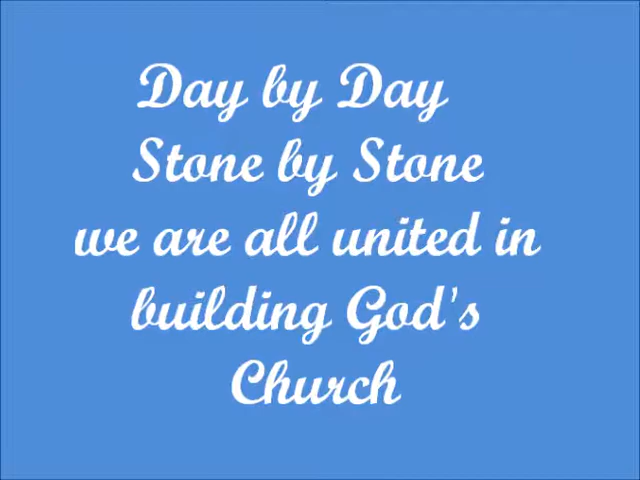 Day by Day
Stone by Stone
we are all united in
building God's
Church